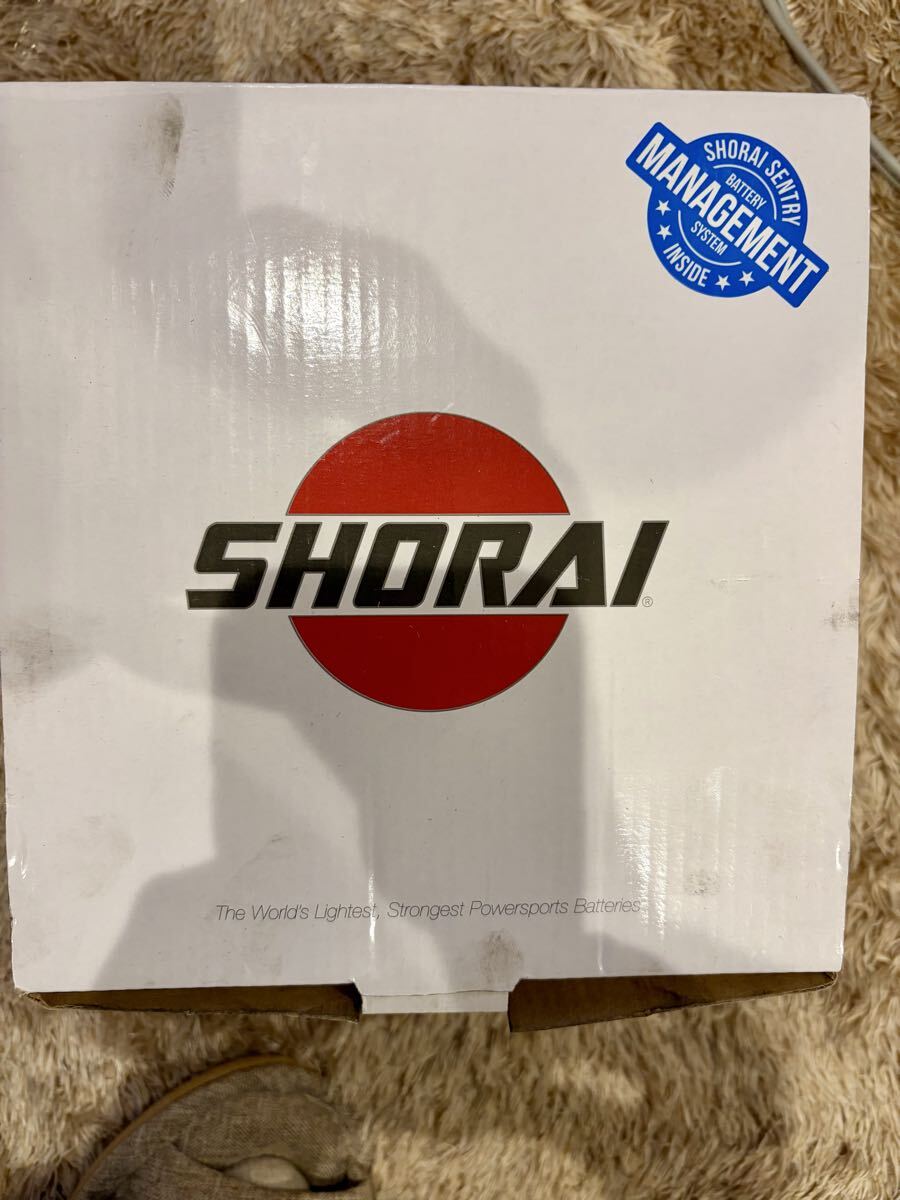 SHORAI SENTRY
BATTERY
MANAGEMENT
SYSTEM
INSIDE
SHORAI®
The World's Lightest, Strongest Powersports Batteries